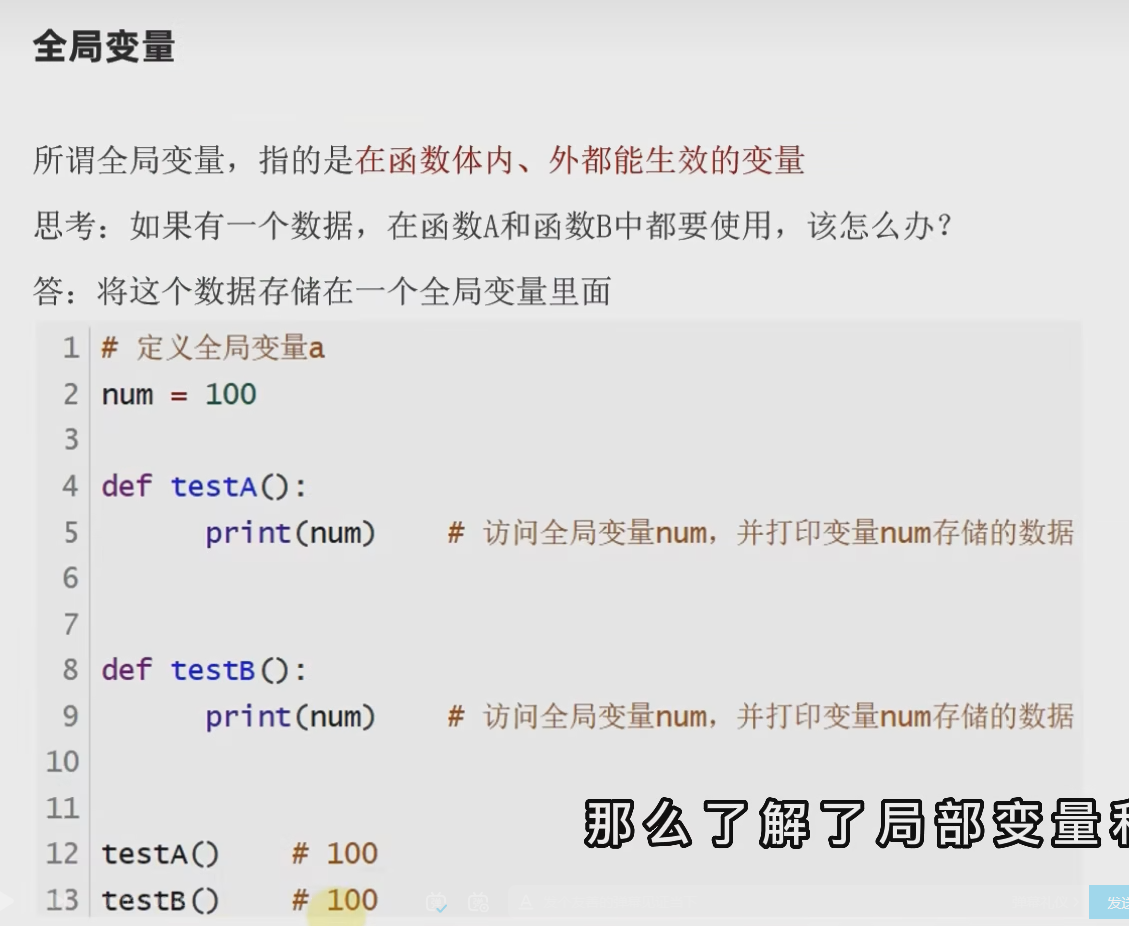 全局变量
所谓全局变量，指的是在函数体内、外都能生效的变量
思考：如果有一个数据，在函数A和函数B中都要使用，该怎么办？
答：将这个数据存储在一个全局变量里面
1 # 定义全局变量a
2 num = 100
3
4 def testA():
5 print(num) # 访问全局变量num，并打印变量num存储的数据
6
7
8 def testB():
9 print(num) # 访问全局变量num，并打印变量num存储的数据
10
11
那么了解了局部变量
12 testA() # 100
13 testB() # 100
发送